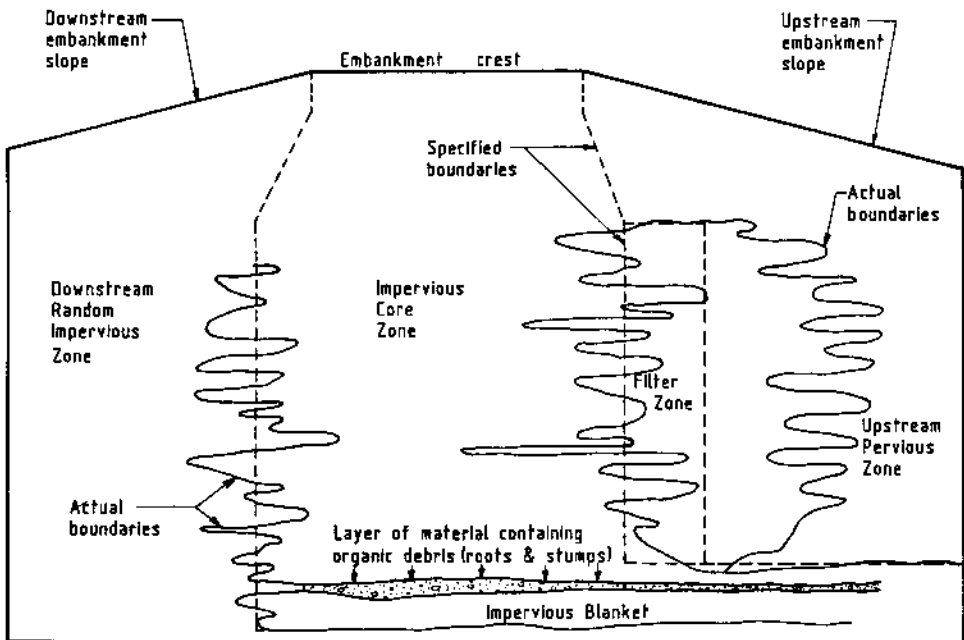 Downstream
embankment
slope
Embankment crest
Upstream
embankment
slope
Specified
boundaries
Actual
boundaries
Downstream
Random
Impervious
Zone
Impervious
Core
Zone
Filter
Zone
Upstream
Pervious
Zone
Actual
boundaries
Layer of material containing
organic debris (roots & stumps)
Impervious Blanket